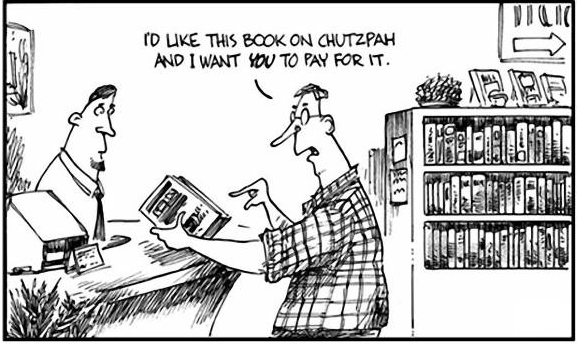 I'D LIKE THIS BOOK ON CHUTZPAH
AND I WANT YOU TO PAY FOR IT.